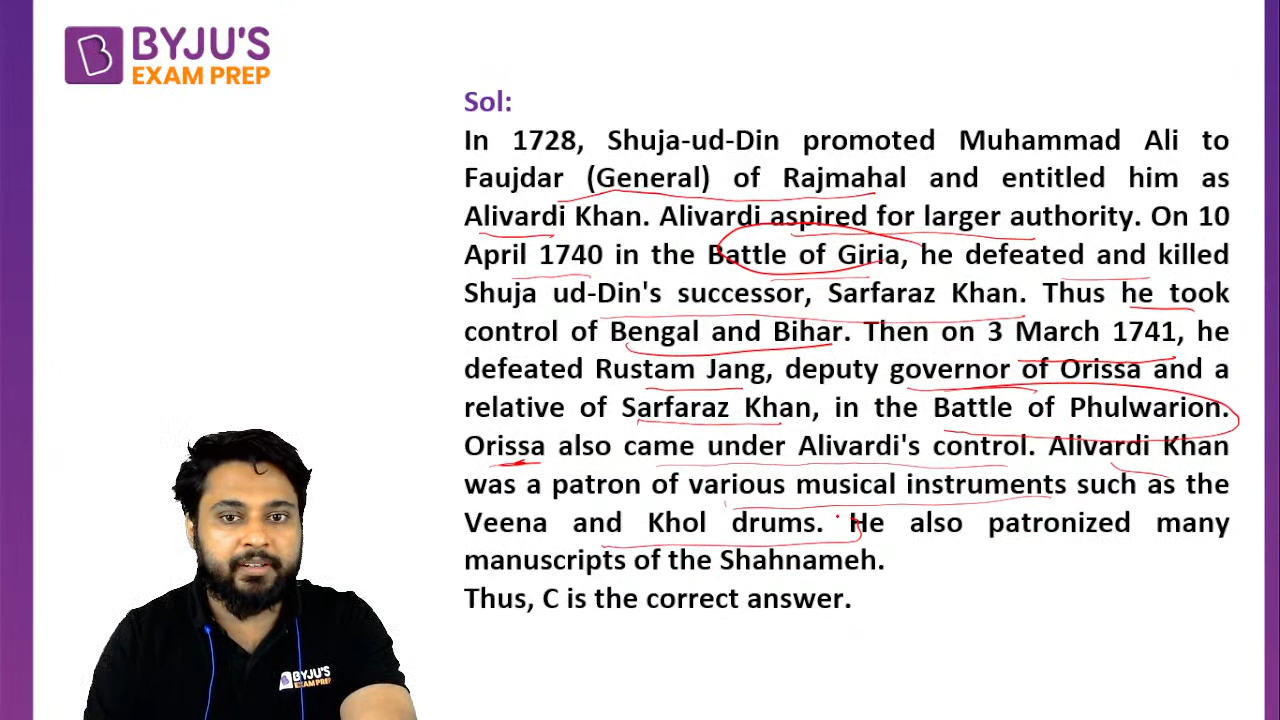 BYJU'S
EXAM PREP
Sol:
In 1728, Shuja-ud-Din promoted Muhammad Ali to
Faujdar (General) of Rajmahal and entitled him as
Alivardi Khan. Alivardi aspired for larger authority. On 10
April 1740 in the Battle of Giria, he defeated and killed
Shuja ud-Din's successor, Sarfaraz Khan. Thus he took
control of Bengal and Bihar. Then on 3 March 1741, he
defeated Rustam Jang, deputy governor of Orissa and a
relative of Sarfaraz Khan, in the Battle of Phulwarion.
Orissa also came under Alivardi's control. Alivardi Khan
was a patron of various musical instruments such as the
Veena and Khol drums. He also patronized many
manuscripts of the Shahnameh.
Thus, C is the correct answer.
BYJU'S
EXAM PREP